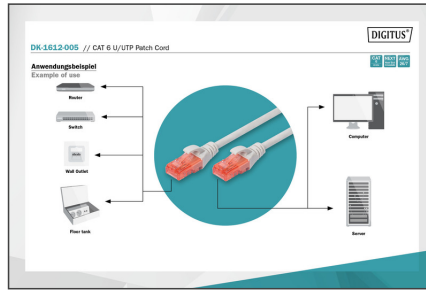 DIGITUS®
DK-1612-005 // CAT 6 U/UTP Patch Cord
Anwendungsbeispiel
Example of use
Router
Switch
Wall Outlet
Floor tank
Computer
Server